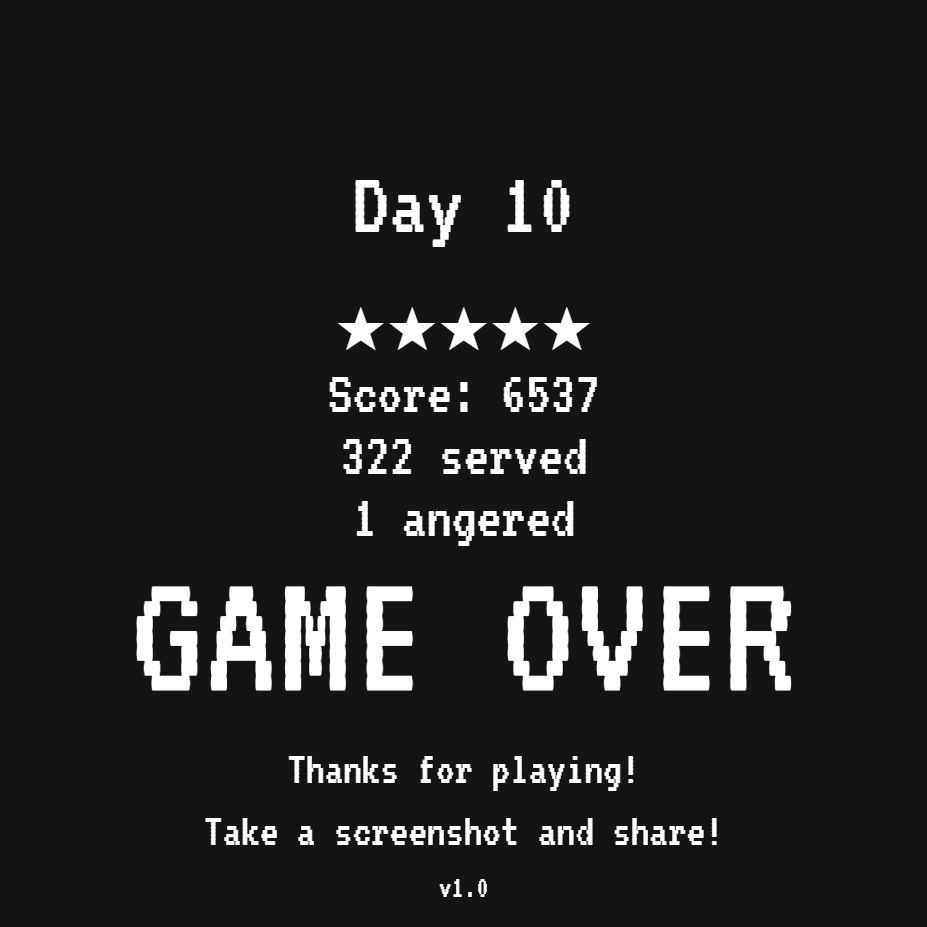 Day 10
★★★★★
Score: 6537
322 served
1 angered
GAME OVER
Thanks for playing!
Take a screenshot and share!
v1.0